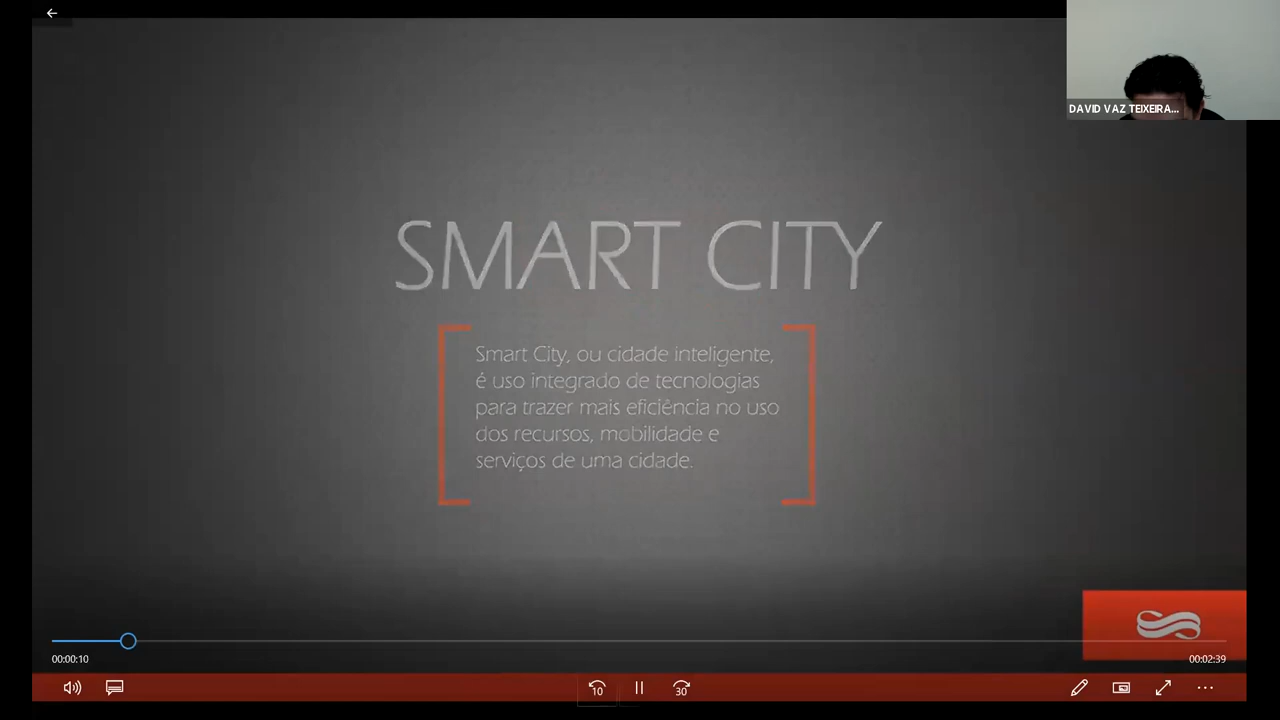 DAVID VAZ TEIXEIRA...
SMART CITY
Smart City, ou cidade inteligente,
é uso integrado de tecnologias
para trazer mais eficiência no uso
dos recursos, mobilidade e
serviços de uma cidade.
00:00:10
00:02:39
10
30